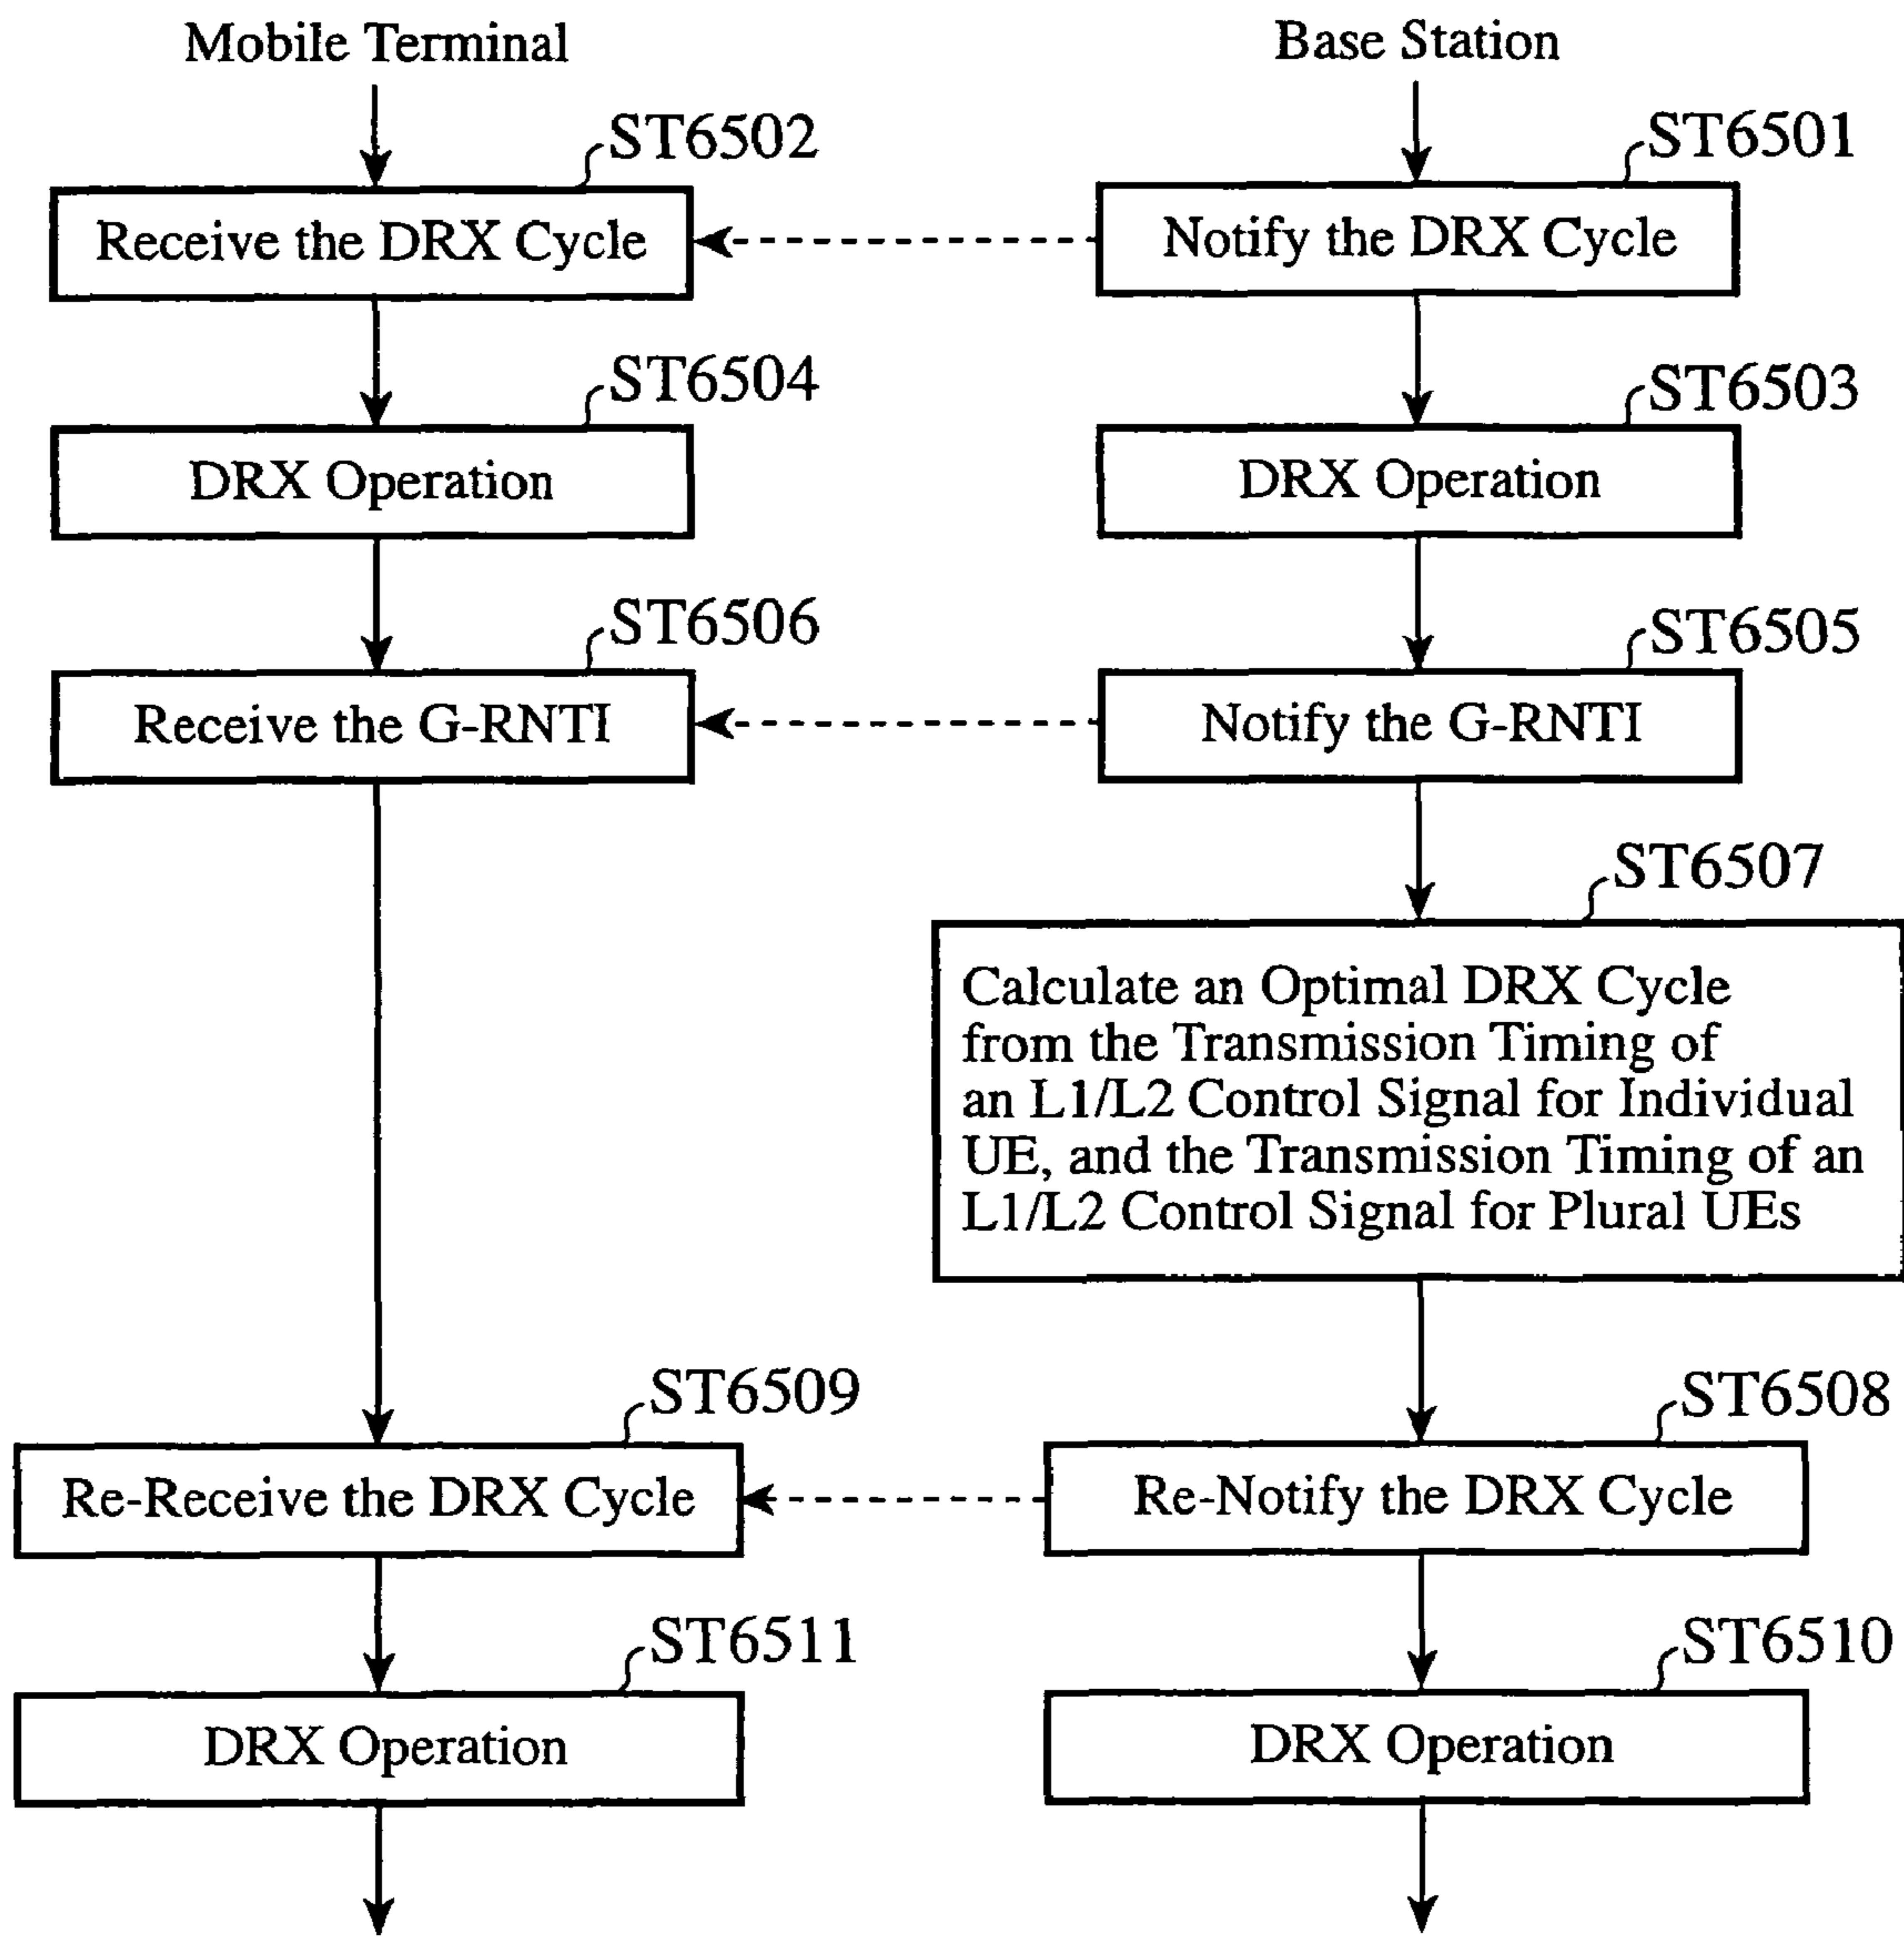 Mobile Terminal
Base Station
ST6502
ST6501
Receive the DRX Cycle
Notify the DRX Cycle
ST6504
ST6503
DRX Operation
DRX Operation
ST6506
ST6505
Receive the G-RNTI
Notify the G-RNTI
ST6507
Calculate an Optimal DRX Cycle
from the Transmission Timing of
an L1/L2 Control Signal for Individual
UE, and the Transmission Timing of an
L1/L2 Control Signal for Plural UEs
ST6509
ST6508
Re-Receive the DRX Cycle
Re-Notify the DRX Cycle
ST6511
ST6510
DRX Operation
DRX Operation